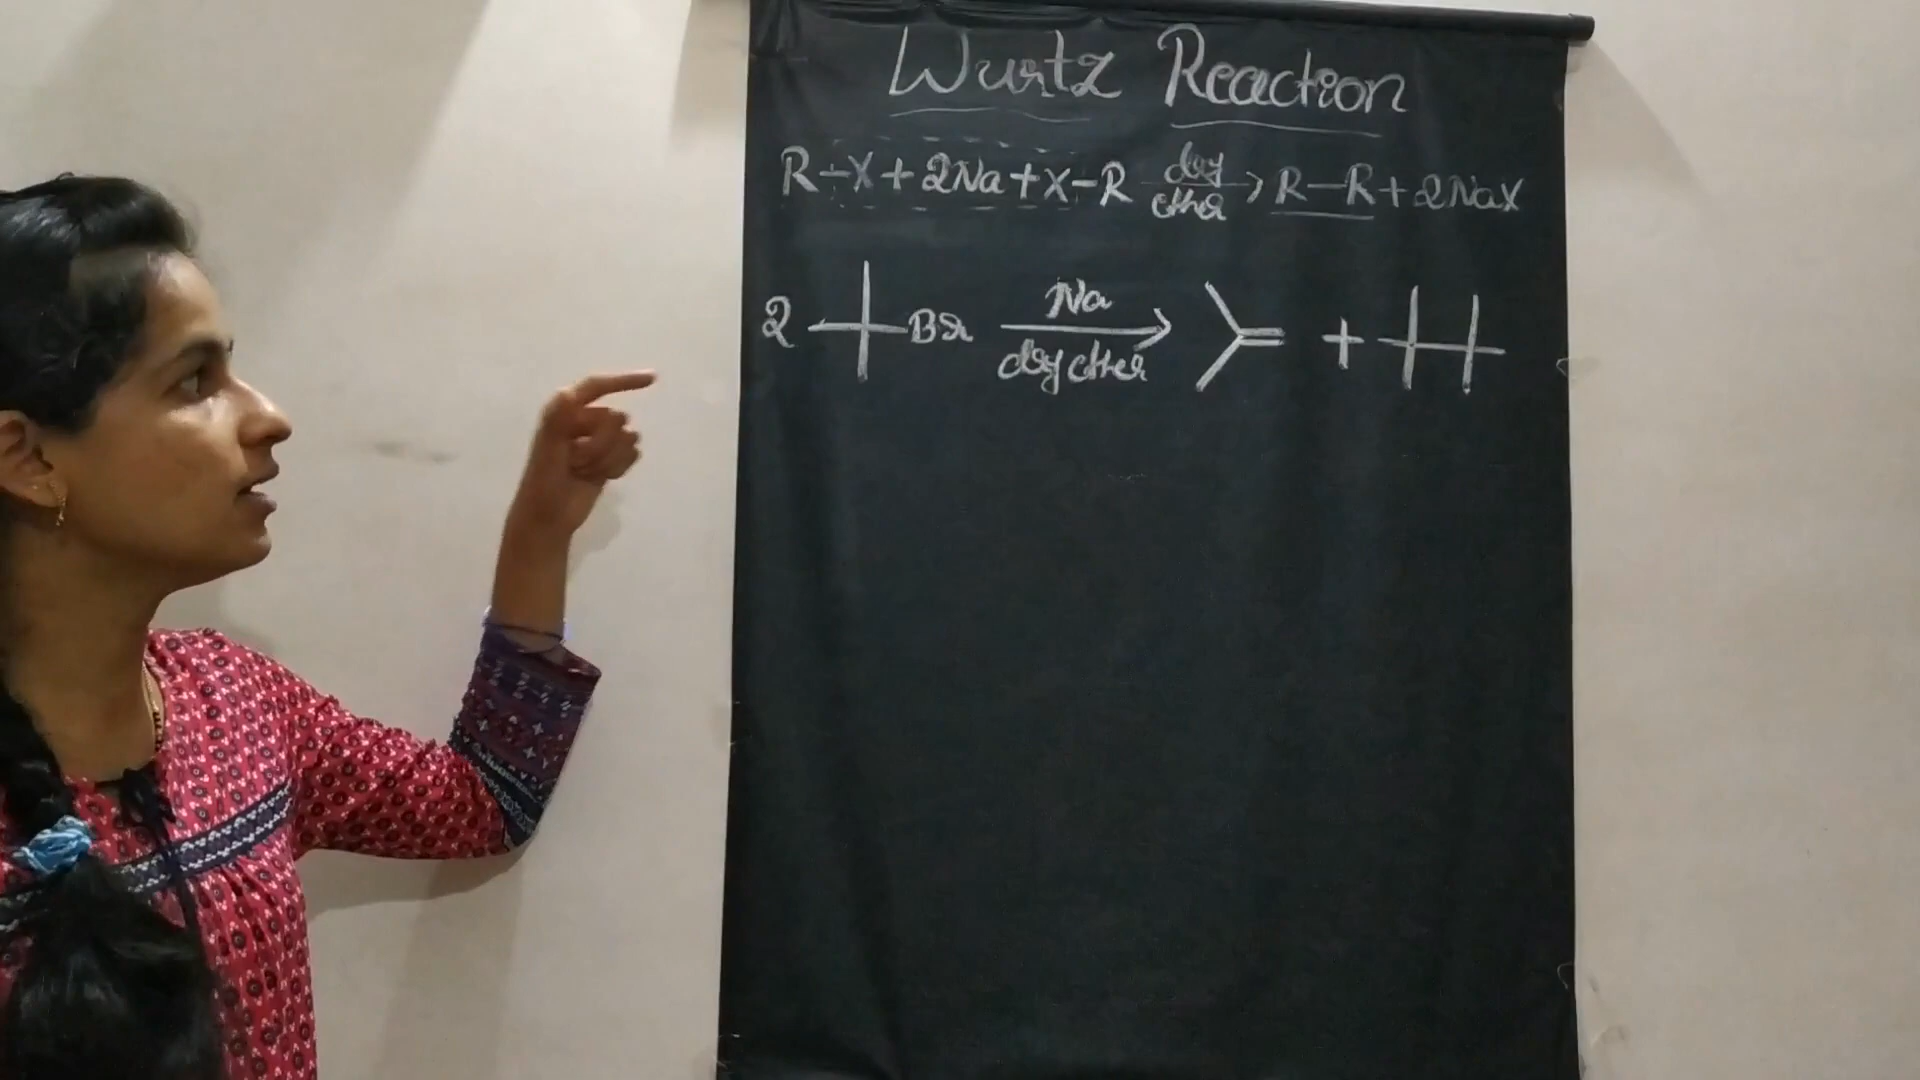 Wurtz Reaction
R-X+2Na+X-R dry ether > R-R+2NaX
2 Br Na dry ether +